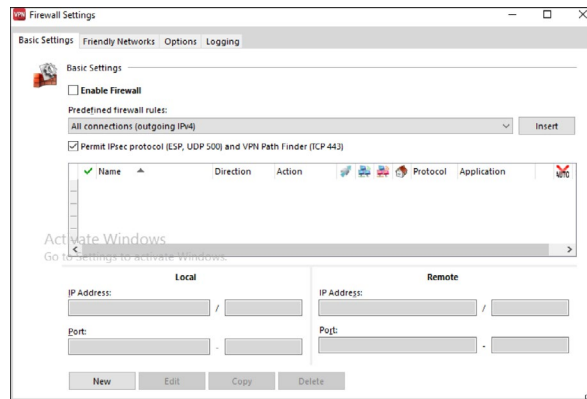 VPN Firewall Settings
Basic Settings Friendly Networks Options Logging
Basic Settings
Enable Firewall
Predefined firewall rules:
All connections (outgoing IPv4) Insert
Permit IPsec protocol (ESP, UDP 500) and VPN Path Finder (TCP 443)
Name Direction Action Protocol Application AUTO
Activate Windows
Go to Settings to activate Windows.
Local Remote
IP Address: IP Address:
/ /
Port: Port:
- -
New Edit Copy Delete